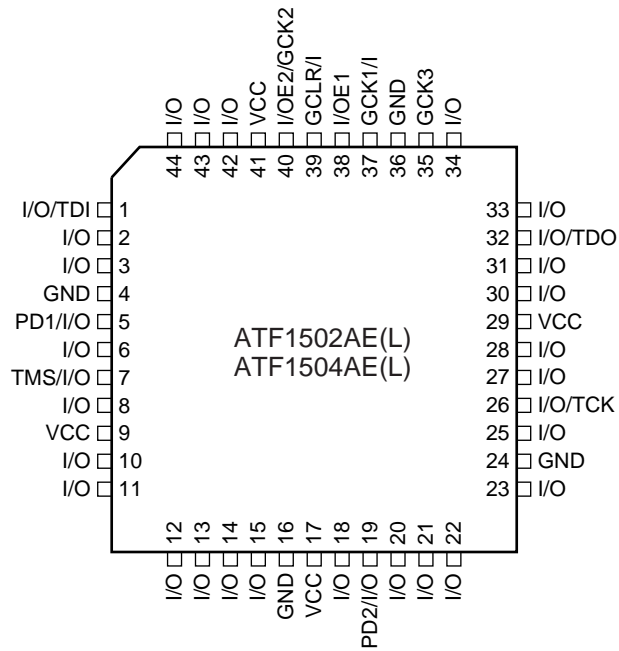 I/O
I/O
I/O
VCC
I/OE2/GCK2
GCLR/I
I/OE1
GCK1/I
GND
GCK3
I/O
44 43 42 41 40 39 38 37 36 35 34
I/O/TDI 1
I/O 2
I/O 3
GND 4
PD1/I/O 5
I/O 6
TMS/I/O 7
I/O 8
VCC 9
I/O 10
I/O 11
ATF1502AE(L)
ATF1504AE(L)
33 I/O
32 I/O/TDO
31 I/O
30 I/O
29 VCC
28 I/O
27 I/O
26 I/O/TCK
25 I/O
24 GND
23 I/O
12 13 14 15 16 17 18 19 20 21 22
I/O
I/O
I/O
I/O
GND
VCC
I/O
PD2/I/O
I/O
I/O
I/O